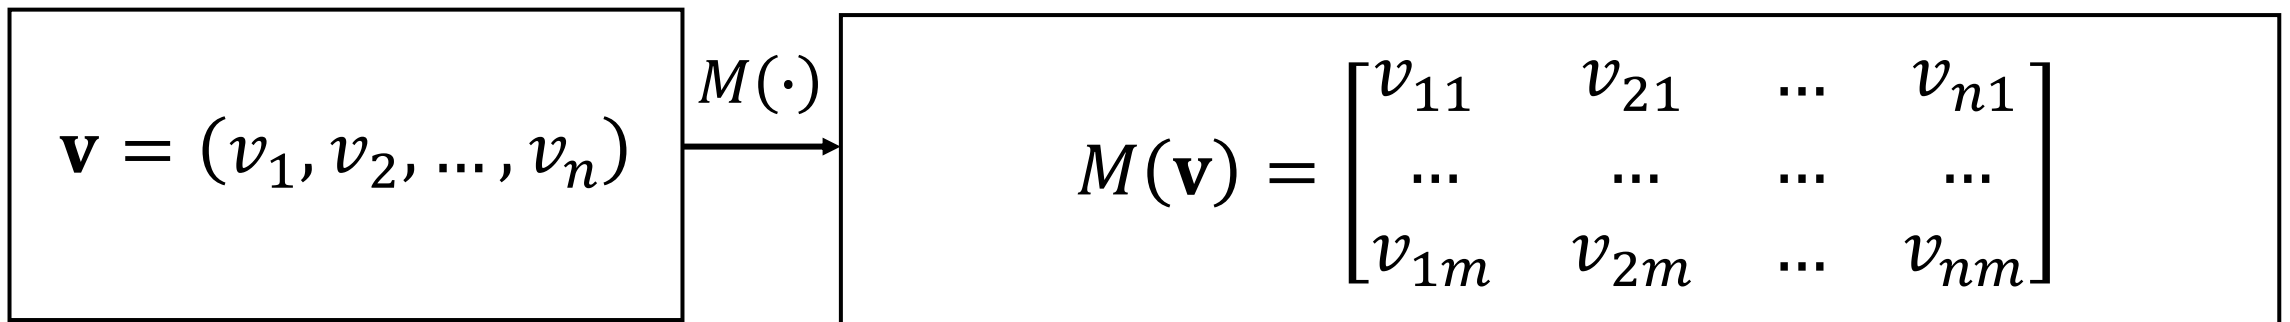 𝐯 = (𝑣₁, 𝑣₂, … , 𝑣ₙ)
𝑀(∙)
𝑀(𝐯) = [𝑣₁₁ 𝑣₂₁ … 𝑣ₙ₁
… … … …
𝑣₁ₘ 𝑣₂ₘ … 𝑣ₙₘ]